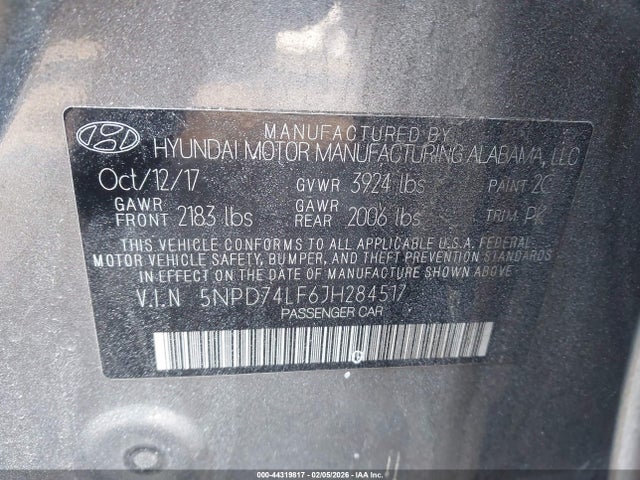 MANUFACTURED BY
HYUNDAI MOTOR MANUFACTURING ALABAMA, LLC
Oct/12/17 GVWR 3924 lbs PAINT 2C
GAWR FRONT 2183 lbs GAWR REAR 2006 lbs TRIM PK
THIS VEHICLE CONFORMS TO ALL APPLICABLE U.S.A. FEDERAL
MOTOR VEHICLE SAFETY, BUMPER, AND THEFT PREVENTION STANDARDS
IN EFFECT ON THE DATE OF MANUFACTURE SHOWN ABOVE.
V.I.N 5NPD74LF6JH284517
PASSENGER CAR
000-44319817 - 02/05/2026 - IAA, Inc.